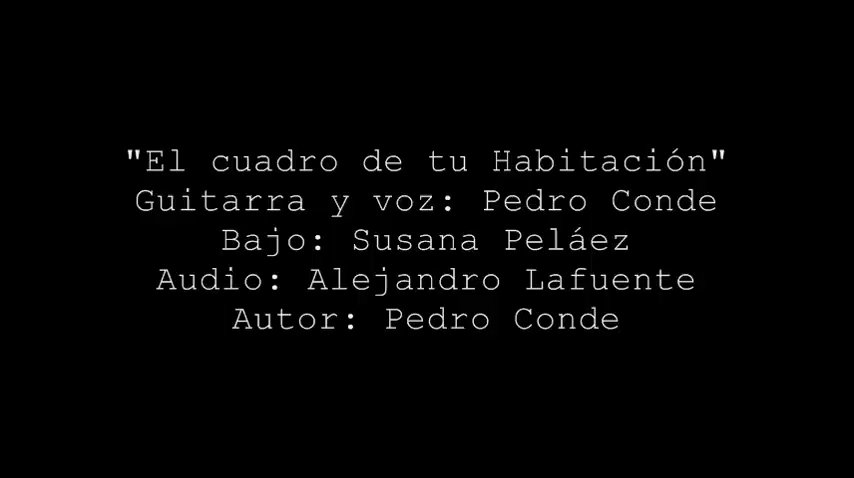 "El cuadro de tu Habitación"
Guitarra y voz: Pedro Conde
Bajo: Susana Peláez
Audio: Alejandro Lafuente
Autor: Pedro Conde